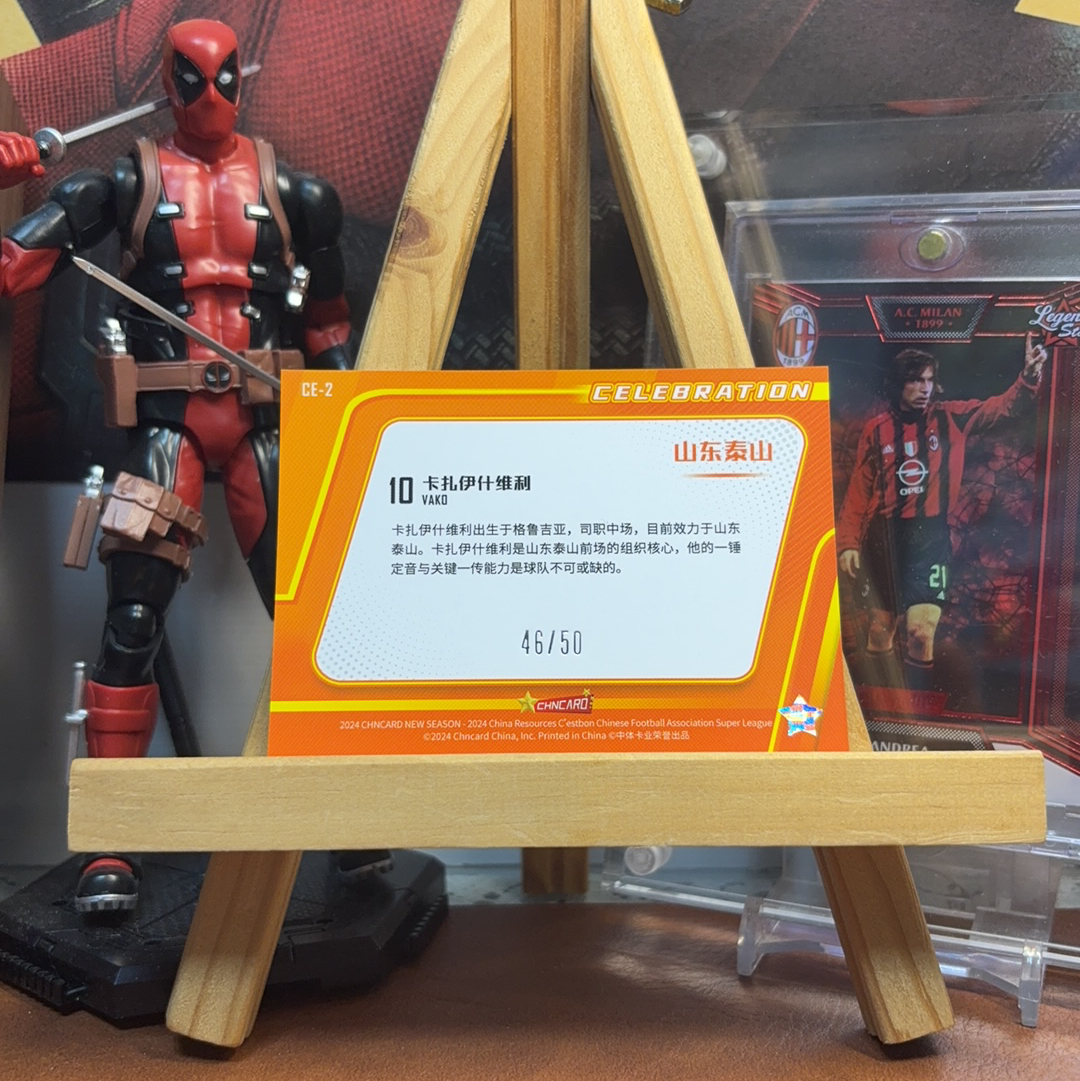 CE-2
CELEBRATION
山东泰山
10 卡扎伊什维利
VAKO
卡扎伊什维利出生于格鲁吉亚，司职中场，目前效力于山东
泰山。卡扎伊什维利是山东泰山前场的组织核心，他的一锤
定音与关键一传能力是球队不可或缺的。
46/50
CHNCARD
2024 CHNCARD NEW SEASON - 2024 China Resources C'estbon Chinese Football Association Super League
©2024 Chncard China, Inc. Printed in China ©中体卡业荣誉出品
A.C. MILAN
• 1899 •
ACM
1899
OPEL
21
ANDREA